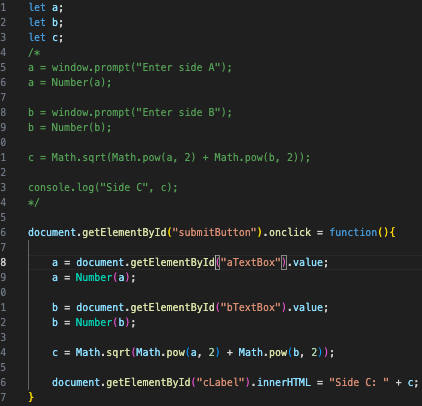 1 let a;
2 let b;
3 let c;
4 /*
5 a = window.prompt("Enter side A");
6 a = Number(a);
7
8 b = window.prompt("Enter side B");
9 b = Number(b);
0
1 c = Math.sqrt(Math.pow(a, 2) + Math.pow(b, 2));
2
3 console.log("Side C", c);
4 */
5
6 document.getElementById("submitButton").onclick = function(){
7
8     a = document.getElementById("aTextBox").value;
9     a = Number(a);
0
1     b = document.getElementById("bTextBox").value;
2     b = Number(b);
3
4     c = Math.sqrt(Math.pow(a, 2) + Math.pow(b, 2));
5
6     document.getElementById("cLabel").innerHTML = "Side C: " + c;
7 }